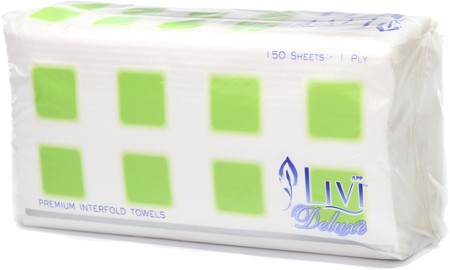 150 SHEETS - 1 PLY
APP
LIVI
Deluxe
PREMIUM INTERFOLD TOWELS